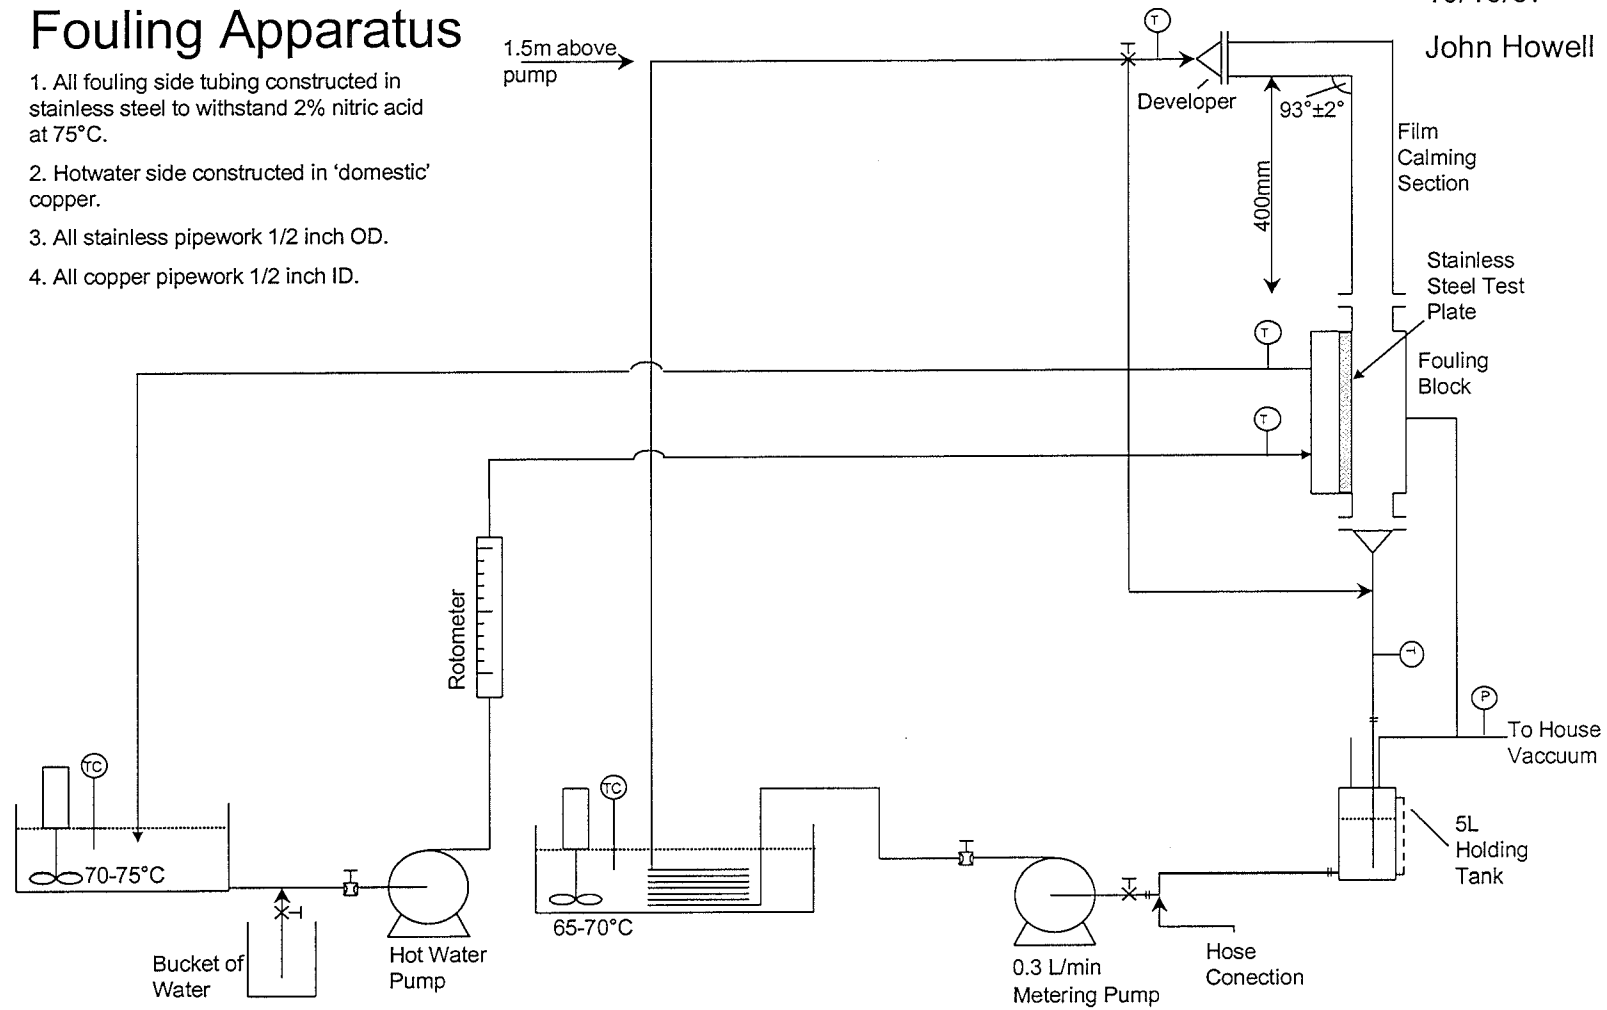 Fouling Apparatus
1. All fouling side tubing constructed in
stainless steel to withstand 2% nitric acid
at 75°C.
2. Hotwater side constructed in ‘domestic’
copper.
3. All stainless pipework 1/2 inch OD.
4. All copper pipework 1/2 inch ID.
1.5m above
pump
T
John Howell
Developer
93°±2°
400mm
Film
Calming
Section
Stainless
Steel Test
Plate
T
Fouling
Block
T
Rotometer
T
P
To House
Vaccuum
TC
70-75°C
TC
65-70°C
5L
Holding
Tank
Bucket of
Water
Hot Water
Pump
0.3 L/min
Metering Pump
Hose
Conection